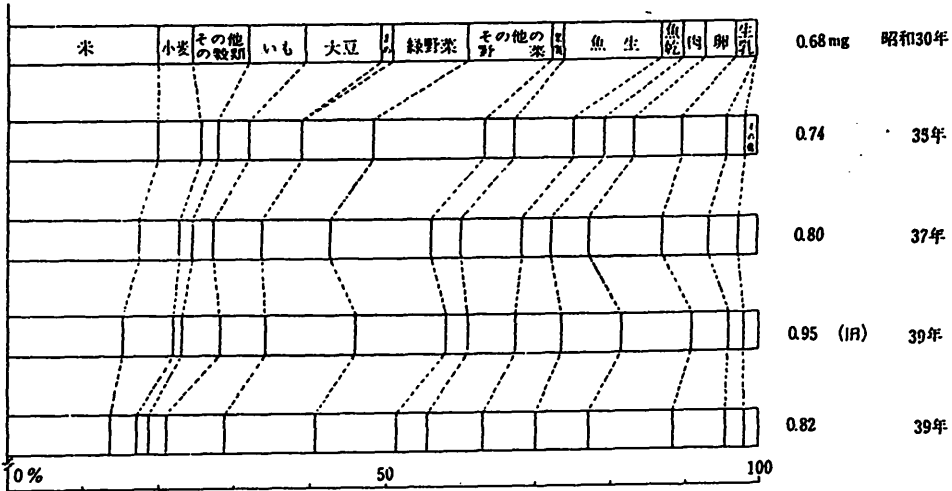 米 小麦 その他の穀類 いも 大豆 緑野菜 その他の野菜 魚生 魚乾 肉 卵 生乳 0.68mg 昭和30年
その他 0.74 35年
0.80 37年
0.95 (旧) 39年
0.82 39年
0% 50 100